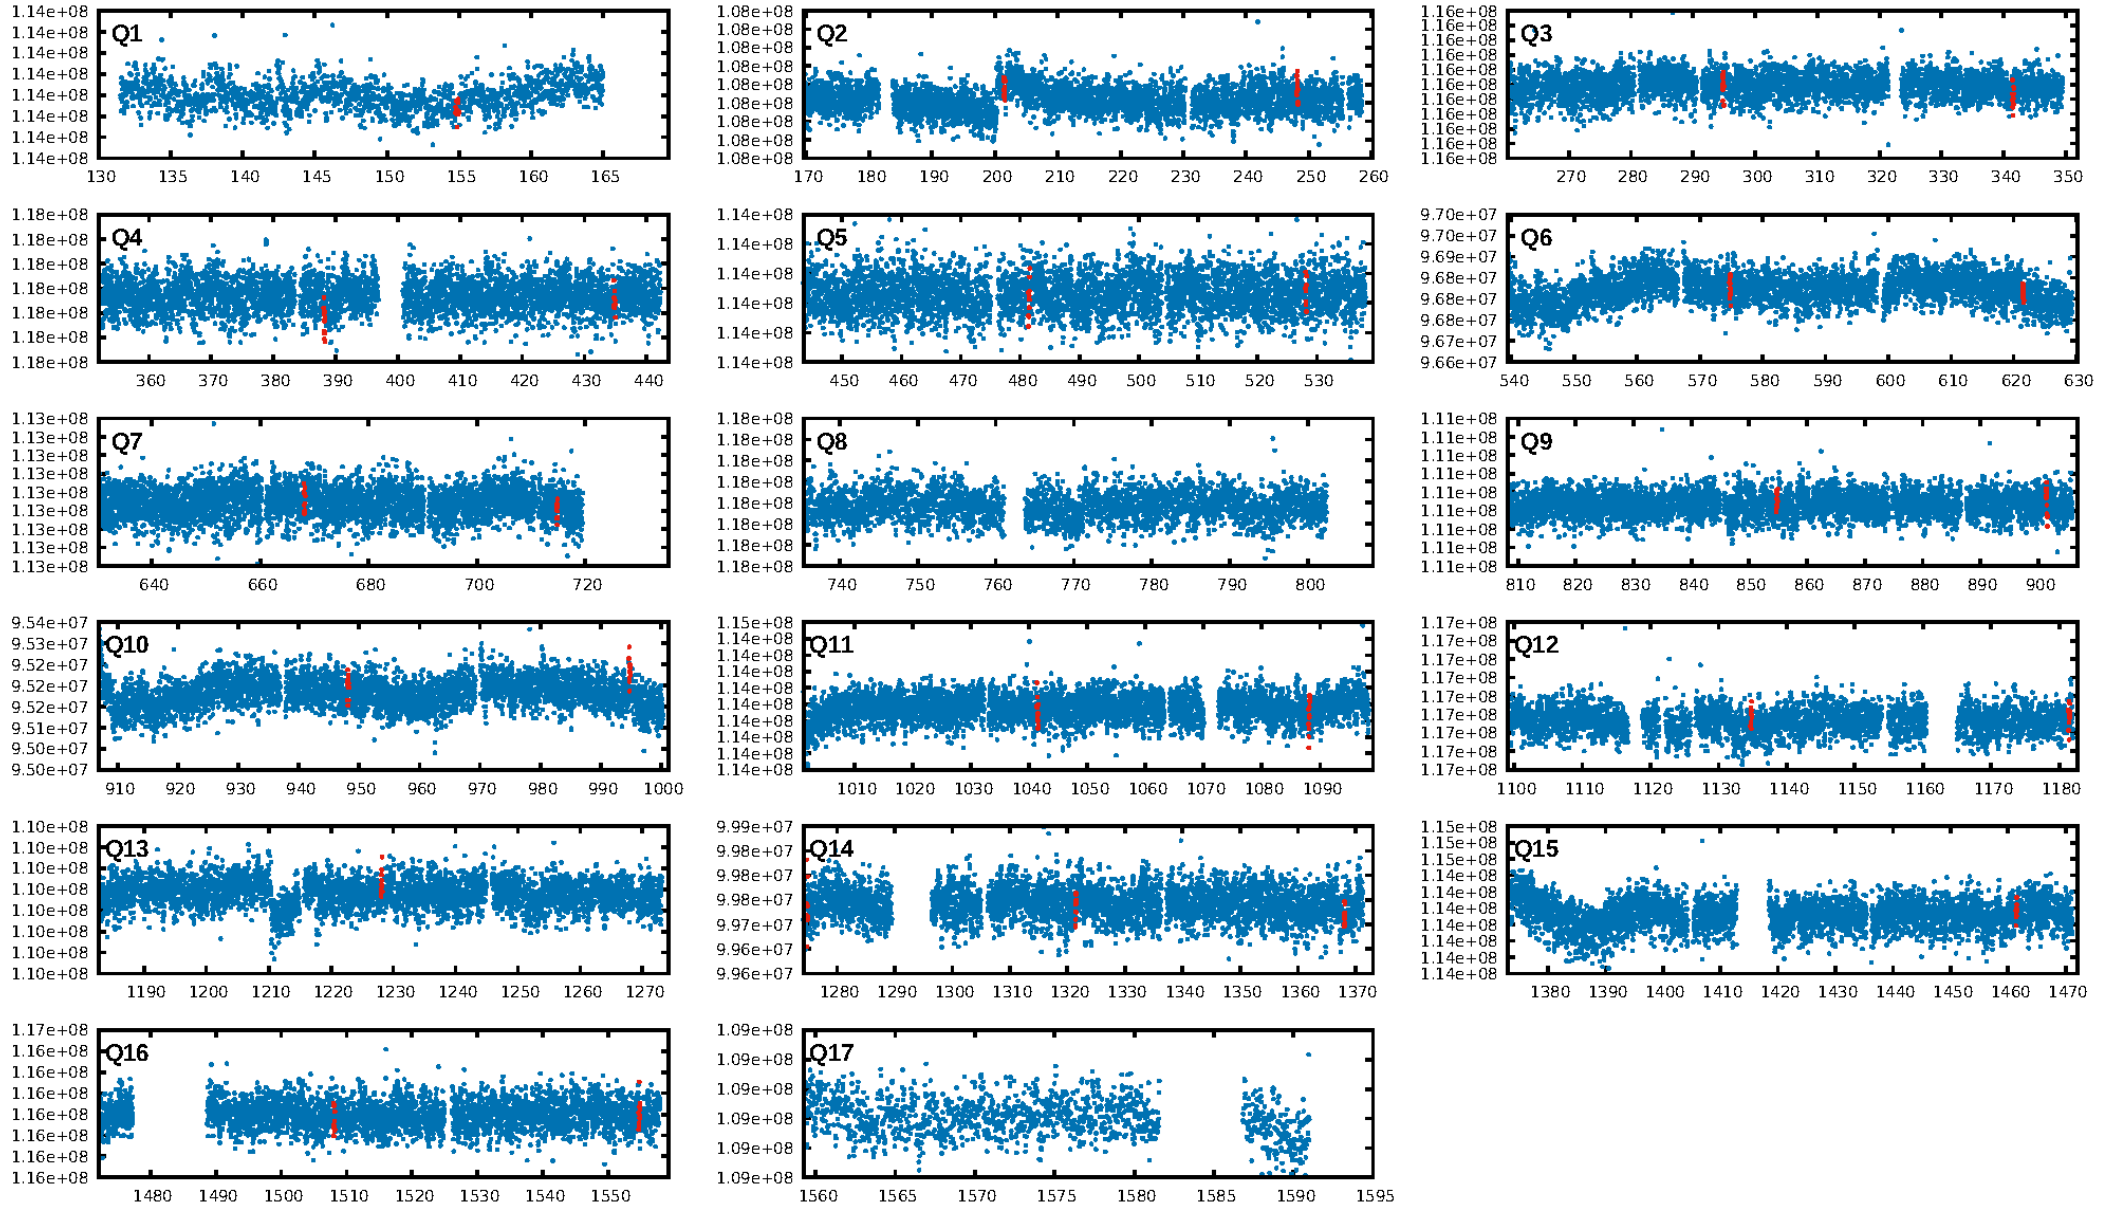 Q1
1.14e+08
1.14e+08
1.14e+08
1.14e+08
1.14e+08
1.14e+08
1.14e+08
1.14e+08
130 135 140 145 150 155 160 165
Q2
1.08e+08
1.08e+08
1.08e+08
1.08e+08
1.08e+08
1.08e+08
1.08e+08
1.08e+08
1.08e+08
170 180 190 200 210 220 230 240 250 260
Q3
1.16e+08
1.16e+08
1.16e+08
1.16e+08
1.16e+08
1.16e+08
1.16e+08
1.16e+08
1.16e+08
1.16e+08
1.16e+08
270 280 290 300 310 320 330 340 350
Q4
1.18e+08
1.18e+08
1.18e+08
1.18e+08
1.18e+08
1.18e+08
1.18e+08
360 370 380 390 400 410 420 430 440
Q5
1.14e+08
1.14e+08
1.14e+08
1.14e+08
1.14e+08
1.14e+08
450 460 470 480 490 500 510 520 530
Q6
9.70e+07
9.70e+07
9.69e+07
9.68e+07
9.68e+07
9.68e+07
9.67e+07
9.66e+07
540 550 560 570 580 590 600 610 620 630
Q7
1.13e+08
1.13e+08
1.13e+08
1.13e+08
1.13e+08
1.13e+08
1.13e+08
1.13e+08
1.13e+08
640 660 680 700 720
Q8
1.18e+08
1.18e+08
1.18e+08
1.18e+08
1.18e+08
1.18e+08
1.18e+08
1.18e+08
740 750 760 770 780 790 800
Q9
1.11e+08
1.11e+08
1.11e+08
1.11e+08
1.11e+08
1.11e+08
1.11e+08
1.11e+08
1.11e+08
810 820 830 840 850 860 870 880 890 900
Q10
9.54e+07
9.53e+07
9.52e+07
9.52e+07
9.52e+07
9.51e+07
9.50e+07
9.50e+07
910 920 930 940 950 960 970 980 990 1000
Q11
1.15e+08
1.14e+08
1.14e+08
1.14e+08
1.14e+08
1.14e+08
1.14e+08
1.14e+08
1.14e+08
1.14e+08
1010 1020 1030 1040 1050 1060 1070 1080 1090
Q12
1.17e+08
1.17e+08
1.17e+08
1.17e+08
1.17e+08
1.17e+08
1.17e+08
1.17e+08
1.17e+08
1100 1110 1120 1130 1140 1150 1160 1170 1180
Q13
1.10e+08
1.10e+08
1.10e+08
1.10e+08
1.10e+08
1.10e+08
1.10e+08
1.10e+08
1190 1200 1210 1220 1230 1240 1250 1260 1270
Q14
9.99e+07
9.98e+07
9.98e+07
9.98e+07
9.97e+07
9.96e+07
9.96e+07
1280 1290 1300 1310 1320 1330 1340 1350 1360 1370
Q15
1.15e+08
1.15e+08
1.15e+08
1.14e+08
1.14e+08
1.14e+08
1.14e+08
1.14e+08
1.14e+08
1.14e+08
1380 1390 1400 1410 1420 1430 1440 1450 1460 1470
Q16
1.17e+08
1.16e+08
1.16e+08
1.16e+08
1.16e+08
1.16e+08
1.16e+08
1.16e+08
1480 1490 1500 1510 1520 1530 1540 1550
Q17
1.09e+08
1.09e+08
1.09e+08
1.09e+08
1.09e+08
1.09e+08
1560 1565 1570 1575 1580 1585 1590 1595